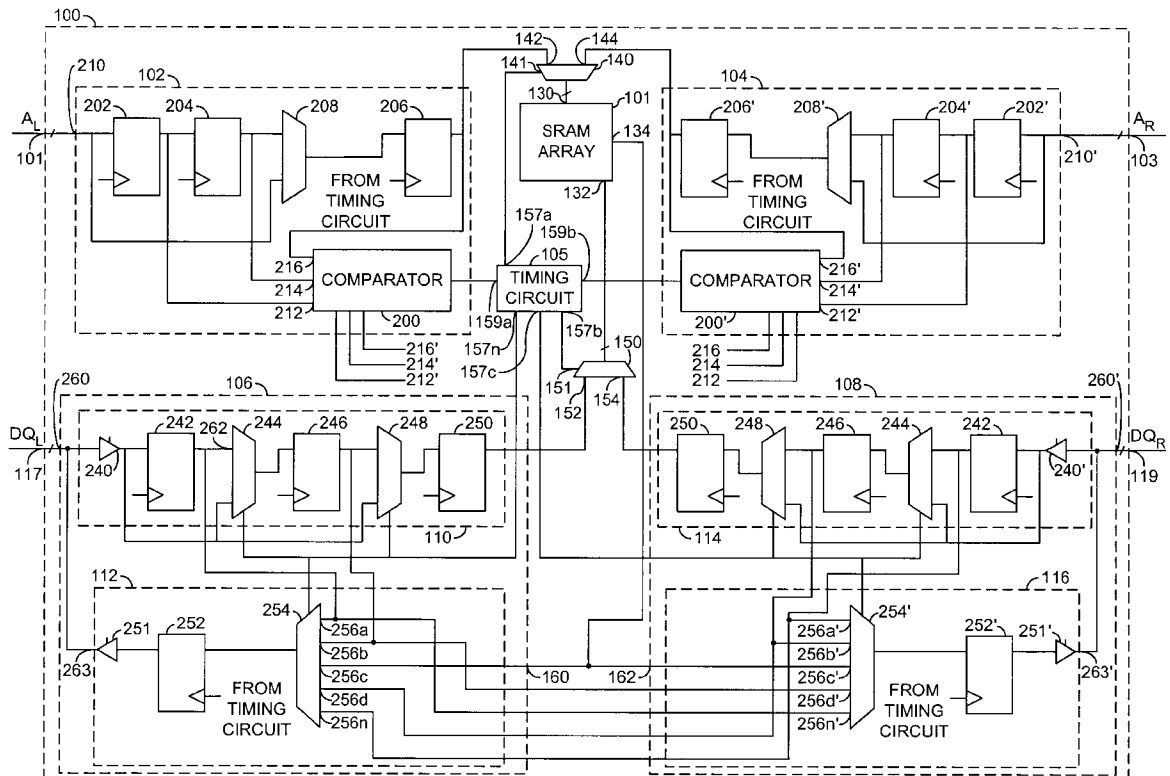 100
142
144
141
140
210
102
202
204
208
206
130
101
134
SRAM
ARRAY
132
104
206'
208'
204'
202'
210'
A_L
101
A_R
103
FROM
TIMING
CIRCUIT
FROM
TIMING
CIRCUIT
157a
159b
105
TIMING
CIRCUIT
159a
157n
157c
157b
216
214
212
COMPARATOR
200
216'
214'
212'
COMPARATOR
200'
216'
214'
212'
216
214
212
150
151
152
154
260
106
108
260'
DQ_L
117
240
242
262
244
246
248
250
110
250
248
246
244
242
240'
114
DQ_R
119
112
254
251
252
263
FROM
TIMING
CIRCUIT
256a
256b
256c
256d
256n
160
162
256a'
256b'
256c'
256d'
256n'
254'
116
252'
251'
263'
FROM
TIMING
CIRCUIT